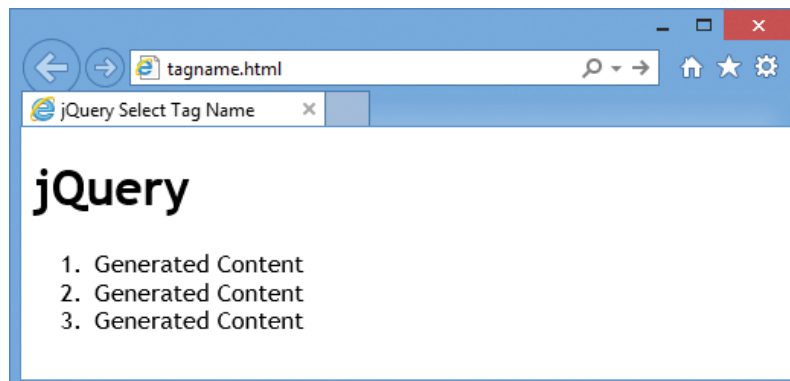 tagname.html
jQuery Select Tag Name
jQuery
1. Generated Content
2. Generated Content
3. Generated Content